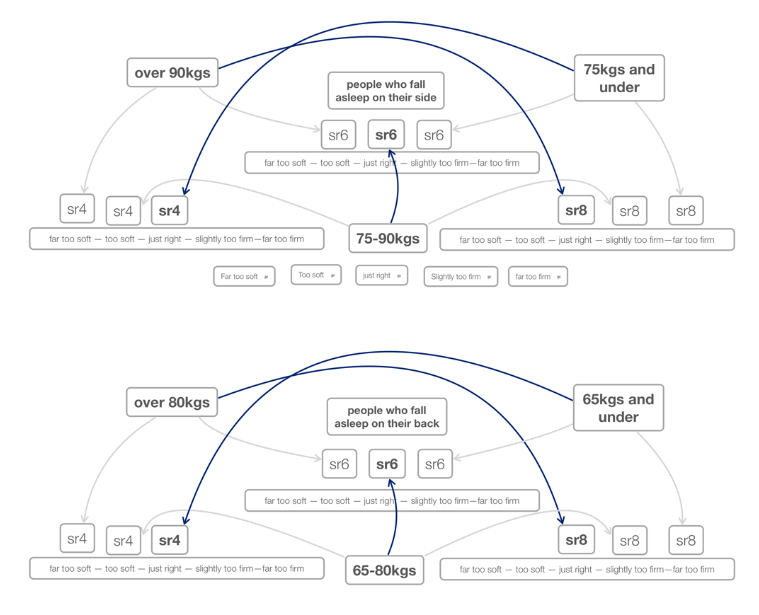 over 90kgs
75kgs and
under
people who fall
asleep on their side
sr6
sr6
sr6
far too soft — too soft — just right — slightly too firm—far too firm
sr4
sr4
sr4
sr8
sr8
sr8
far too soft — too soft — just right — slightly too firm—far too firm
75-90kgs
far too soft — too soft — just right — slightly too firm—far too firm
Far too soft
Too soft
just right
Slightly too firm
far too firm
over 80kgs
65kgs and
under
people who fall
asleep on their back
sr6
sr6
sr6
far too soft — too soft — just right — slightly too firm—far too firm
sr4
sr4
sr4
sr8
sr8
sr8
far too soft — too soft — just right — slightly too firm—far too firm
65-80kgs
far too soft — too soft — just right — slightly too firm—far too firm